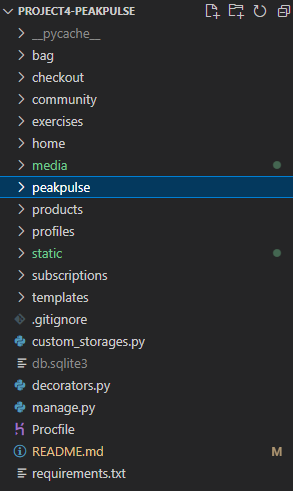 PROJECT4-PEAKPULSE
__pycache__
bag
checkout
community
exercises
home
media
peakpulse
products
profiles
static
subscriptions
templates
.gitignore
custom_storages.py
db.sqlite3
decorators.py
manage.py
Procfile
README.md M
requirements.txt